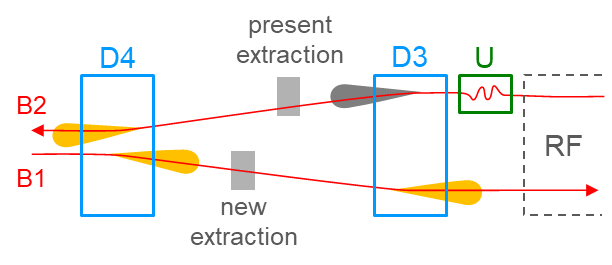 present
extraction
D4
D3
U
B2
B1
RF
new
extraction